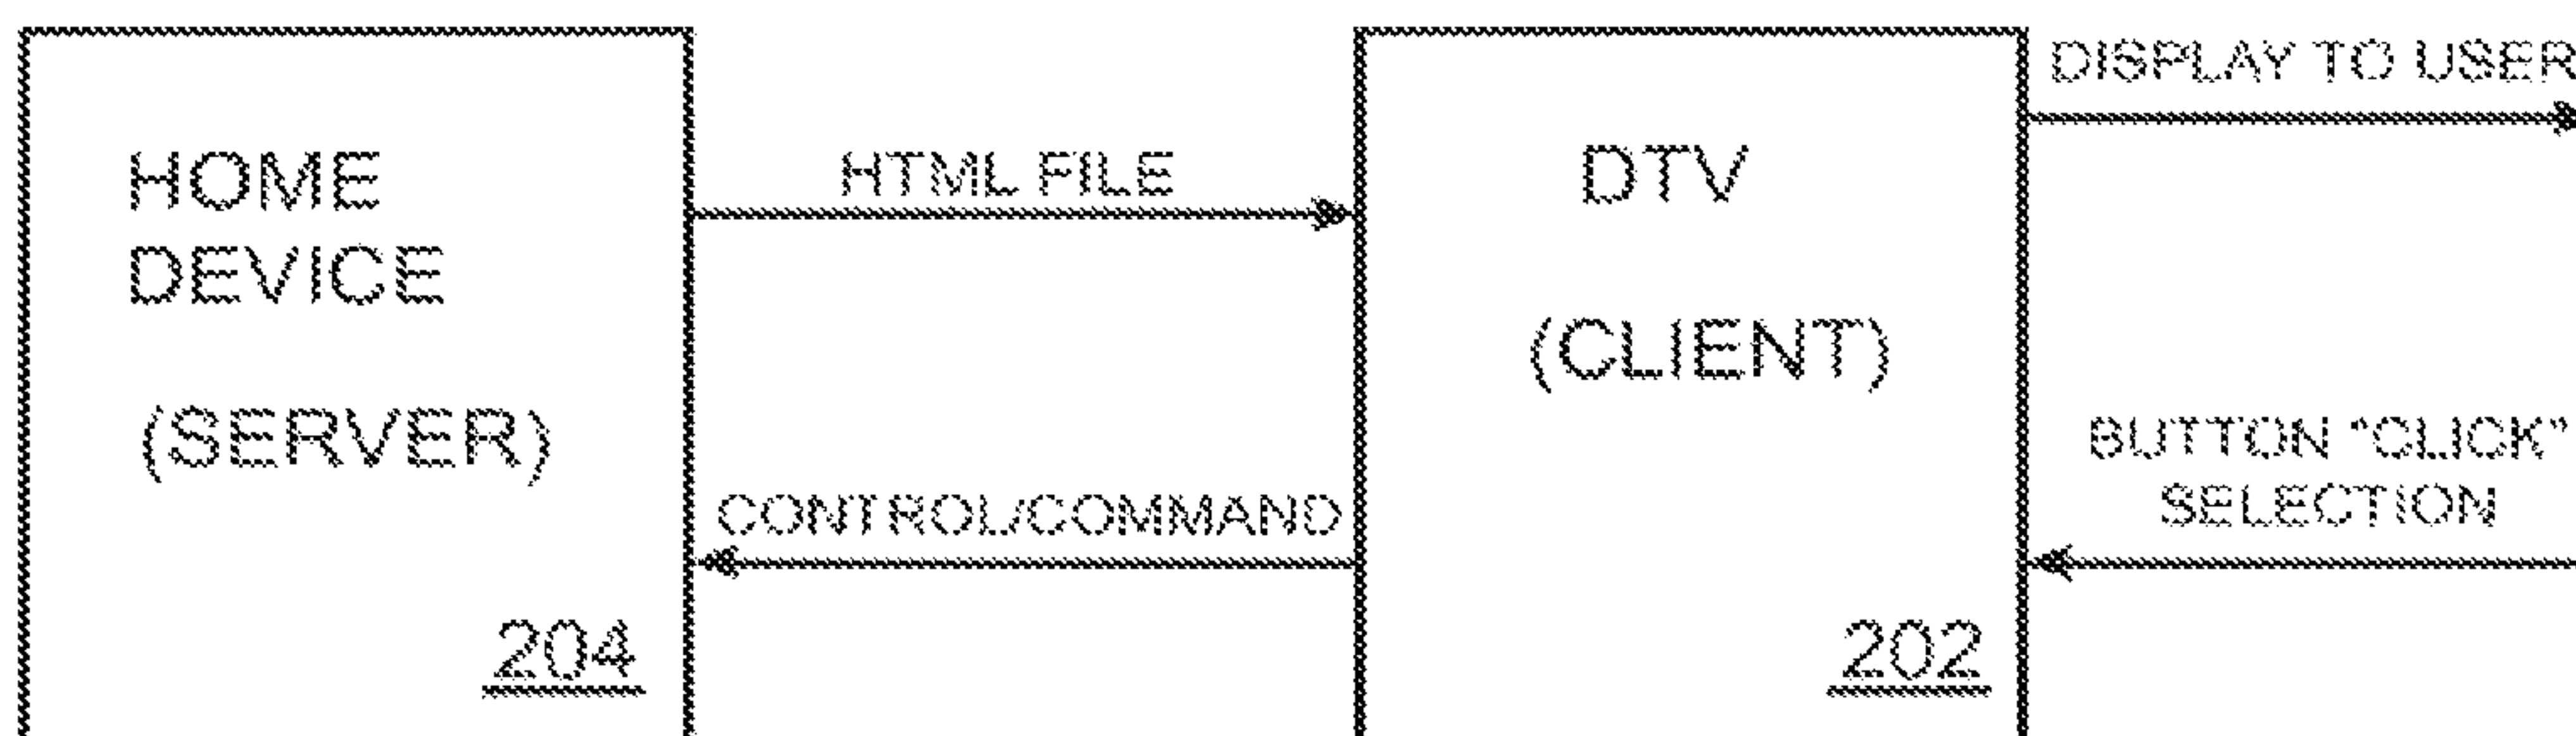 HOME
DEVICE
(SERVER)
204
HTML FILE
CONTROL/COMMAND
DTV
(CLIENT)
202
DISPLAY TO USER
BUTTON "CLICK"
SELECTION